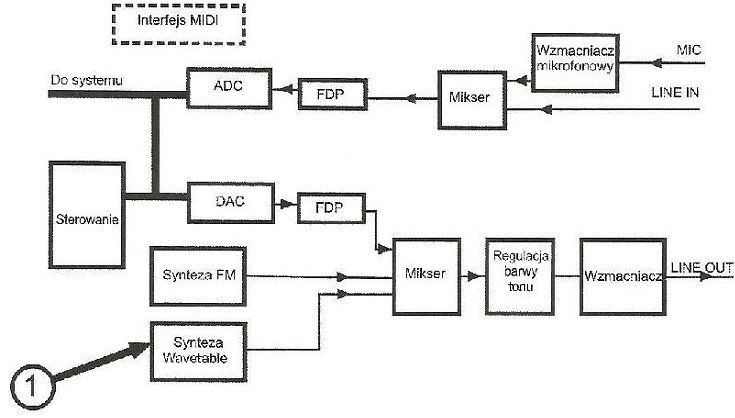 Interfejs MIDI
Wzmacniacz
mikrofonowy
MIC
Do systemu
ADC
FDP
Mikser
LINE IN
Sterowanie
DAC
FDP
Synteza FM
Mikser
Regulacja
barwy
tonu
Wzmacniacz
LINE OUT
Synteza
Wavetable
1